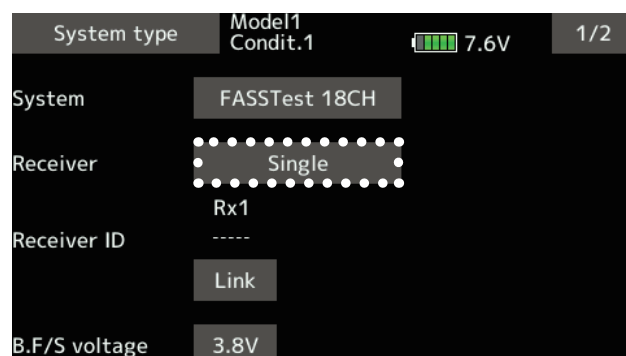 System type
Model1
Condit.1
7.6V
1/2
System
FASSTest 18CH
Receiver
Single
Rx1
Receiver ID
-----
Link
B.F/S voltage
3.8V